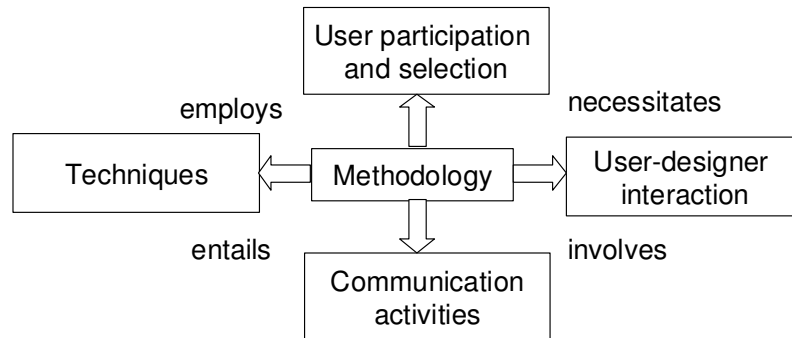 User participation
and selection
employs
necessitates
Techniques
Methodology
User-designer
interaction
entails
involves
Communication
activities